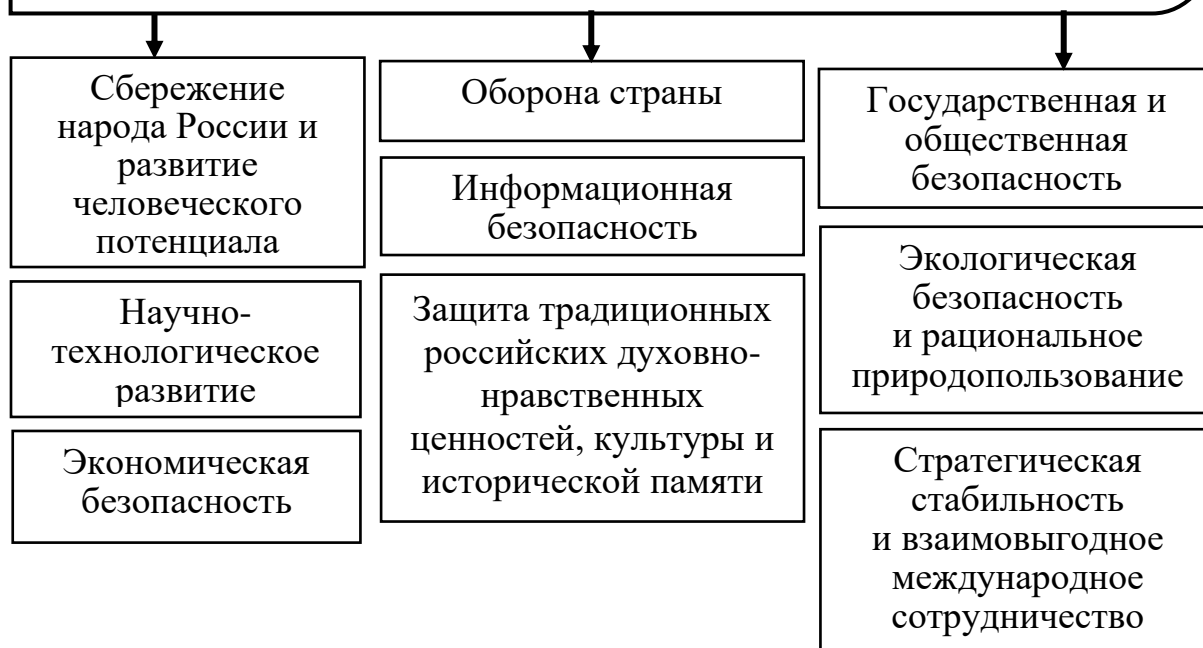 Сбережение
народа России и
развитие
человеческого
потенциала
Научно-
технологическое
развитие
Экономическая
безопасность
Оборона страны
Информационная
безопасность
Защита традиционных
российских духовно-
нравственных
ценностей, культуры и
исторической памяти
Государственная и
общественная
безопасность
Экологическая
безопасность
и рациональное
природопользование
Стратегическая
стабильность
и взаимовыгодное
международное
сотрудничество